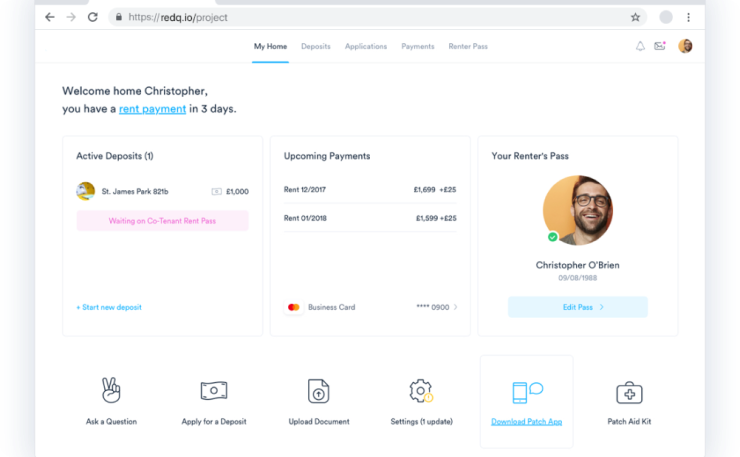 https://redq.io/project
My Home Deposits Applications Payments Renter Pass
Welcome home Christopher,
you have a rent payment in 3 days.
Active Deposits (1)
St. James Park 821b £1,000
Waiting on Co-Tenant Rent Pass
+ Start new deposit
Upcoming Payments
Rent 12/2017 £1,699 +£25
Rent 01/2018 £1,599 +£25
Business Card **** 0900
Your Renter's Pass
Christopher O'Brien
09/08/1988
Edit Pass
Ask a Question
Apply for a Deposit
Upload Document
Settings (1 update)
Download Patch App
Patch Aid Kit